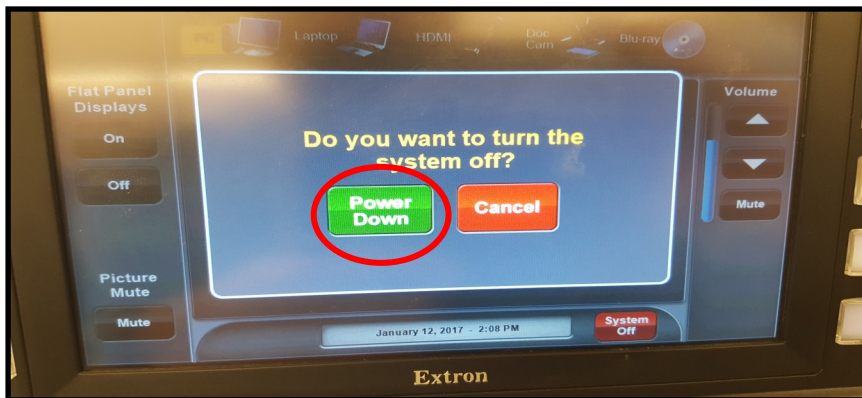 PC
Laptop
HDMI
Doc
Cam
Blu-ray
Flat Panel
Displays
On
Off
Picture
Mute
Mute
Do you want to turn the
system off?
Power
Down
Cancel
Volume
Mute
January 12, 2017 - 2:08 PM
System
Off
Extron